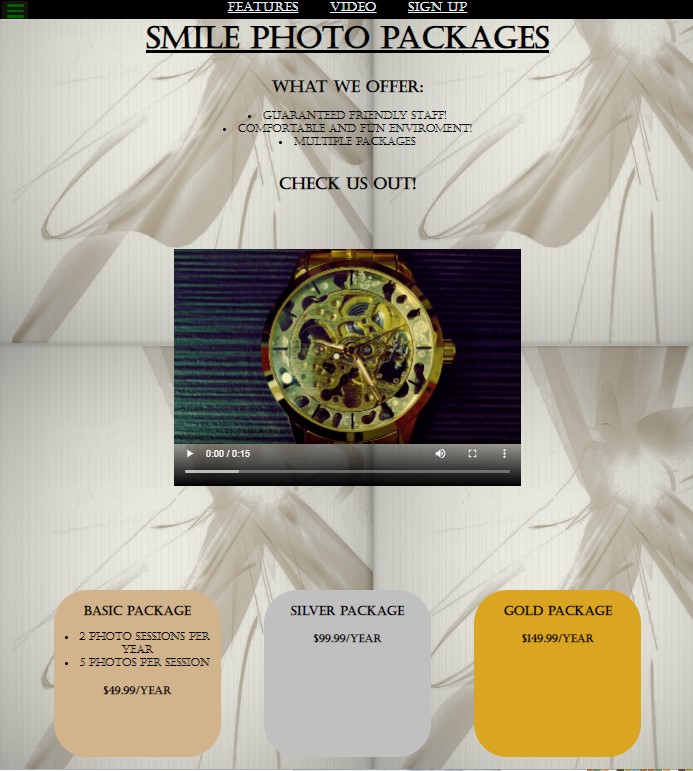 FEATURES VIDEO SIGN UP
SMILE PHOTO PACKAGES
WHAT WE OFFER:
• GUARANTEED FRIENDLY STAFF!
• COMFORTABLE AND FUN ENVIROMENT!
• MULTIPLE PACKAGES
CHECK US OUT!
0:00 / 0:15
BASIC PACKAGE
• 2 PHOTO SESSIONS PER
YEAR
• 5 PHOTOS PER SESSION
$49.99/YEAR
SILVER PACKAGE
$99.99/YEAR
GOLD PACKAGE
$149.99/YEAR